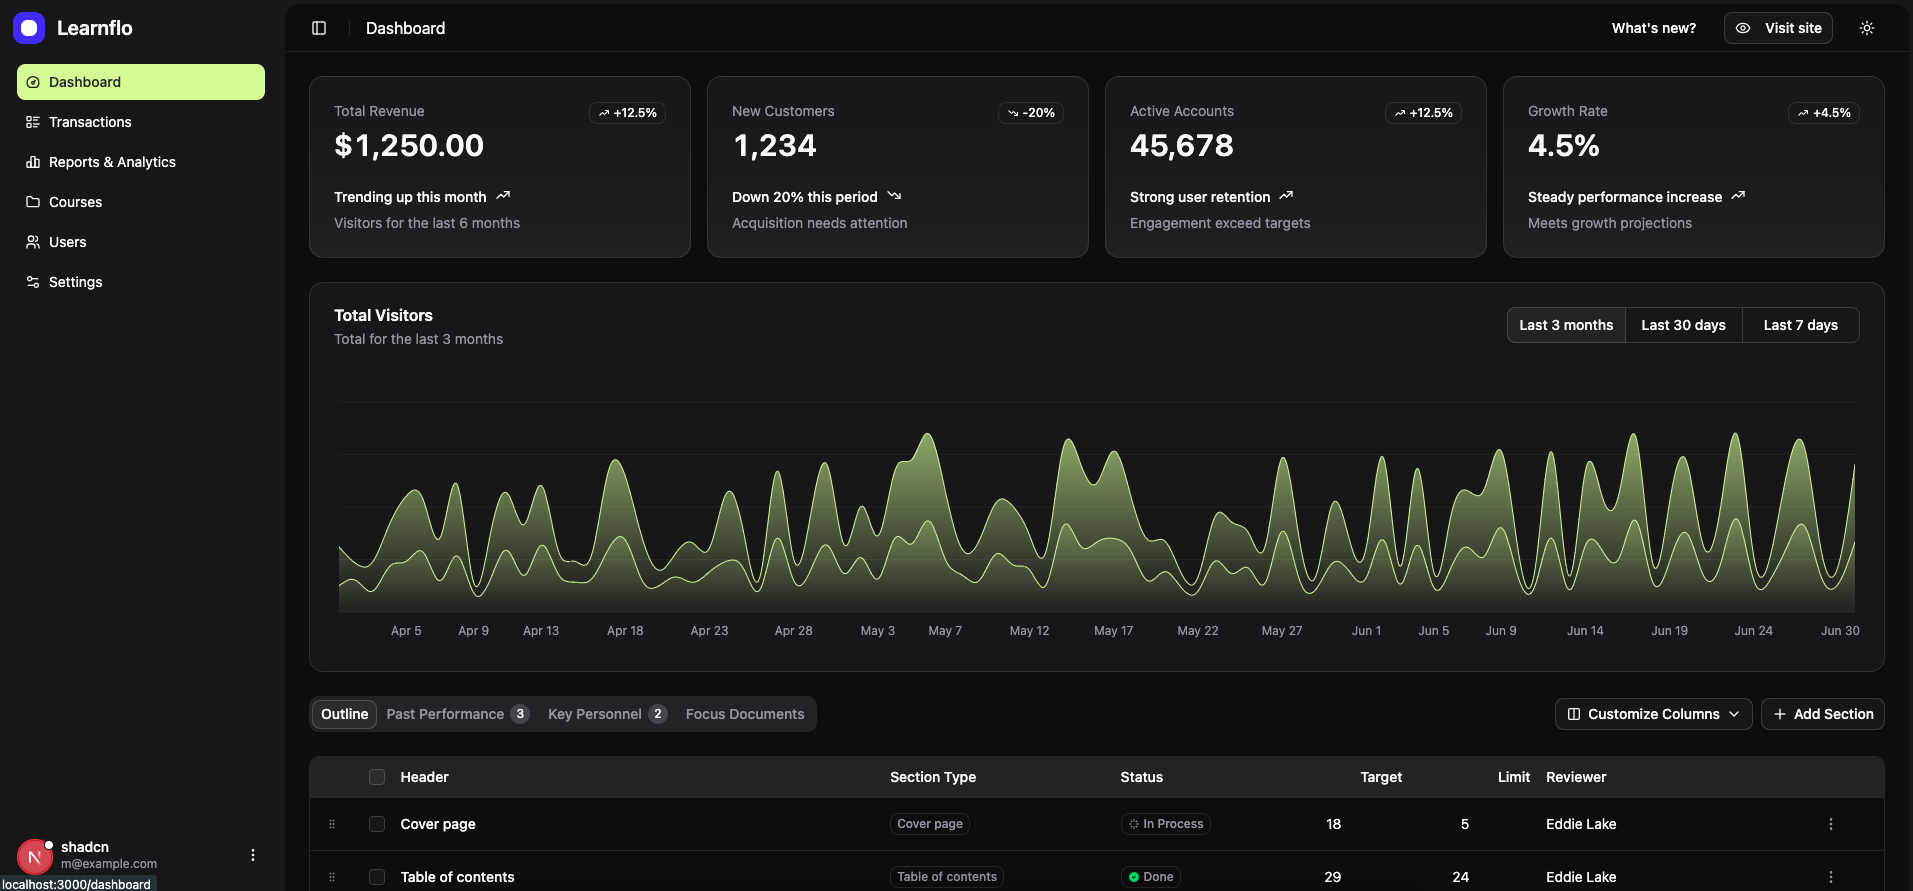 Learnflo
Dashboard
Transactions
Reports & Analytics
Courses
Users
Settings
shadcn
m@example.com
localhost:3000/dashboard
Dashboard
What's new?
Visit site
Total Revenue
+12.5%
$1,250.00
Trending up this month
Visitors for the last 6 months
New Customers
-20%
1,234
Down 20% this period
Acquisition needs attention
Active Accounts
+12.5%
45,678
Strong user retention
Engagement exceed targets
Growth Rate
+4.5%
4.5%
Steady performance increase
Meets growth projections
Total Visitors
Total for the last 3 months
Last 3 months Last 30 days Last 7 days
Apr 5 Apr 9 Apr 13 Apr 18 Apr 23 Apr 28 May 3 May 7 May 12 May 17 May 22 May 27 Jun 1 Jun 5 Jun 9 Jun 14 Jun 19 Jun 24 Jun 30
Outline Past Performance 3 Key Personnel 2 Focus Documents
Customize Columns
Add Section
Header Section Type Status Target Limit Reviewer
Cover page Cover page In Process 18 5 Eddie Lake
Table of contents Table of contents Done 29 24 Eddie Lake
N